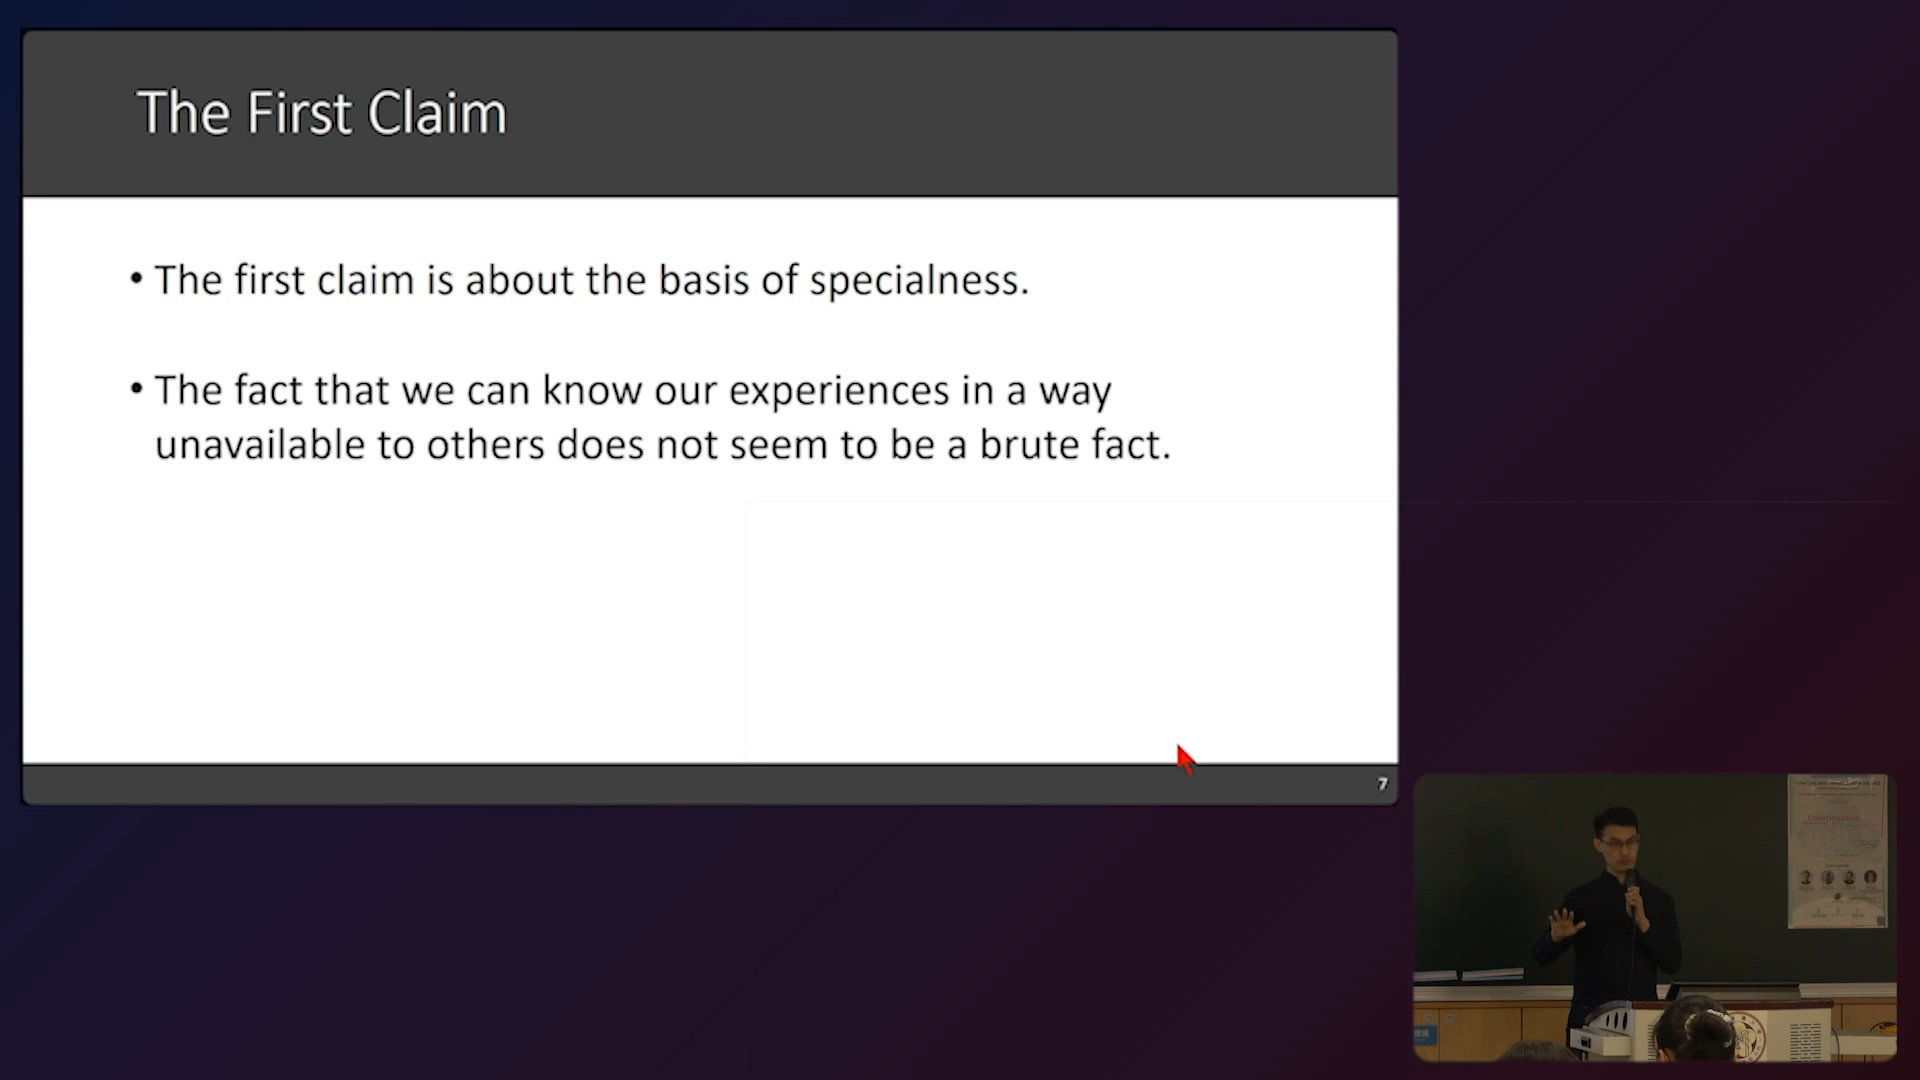 The First Claim
• The first claim is about the basis of specialness.
• The fact that we can know our experiences in a way
unavailable to others does not seem to be a brute fact.
7
Consciousness